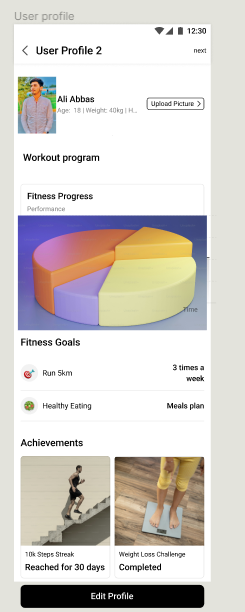 User profile
12:30
User Profile 2
next
Ali Abbas
Age: 18 | Weight: 40kg | H...
Upload Picture
Workout program
Fitness Progress
Performance
Time
Fitness Goals
Run 5km
3 times a
week
Healthy Eating
Meals plan
Achievements
10k Steps Streak
Reached for 30 days
Weight Loss Challenge
Completed
Edit Profile